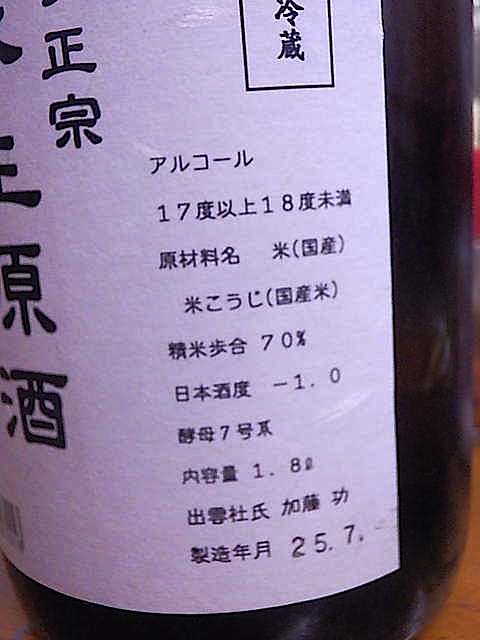 冷蔵
正宗
生原酒
アルコール
17度以上18度未満
原材料名 米(国産)
米こうじ(国産米)
精米歩合 70%
日本酒度 -1.0
酵母7号系
内容量 1.8ℓ
出雲杜氏 加藤 功
製造年月 25.7.